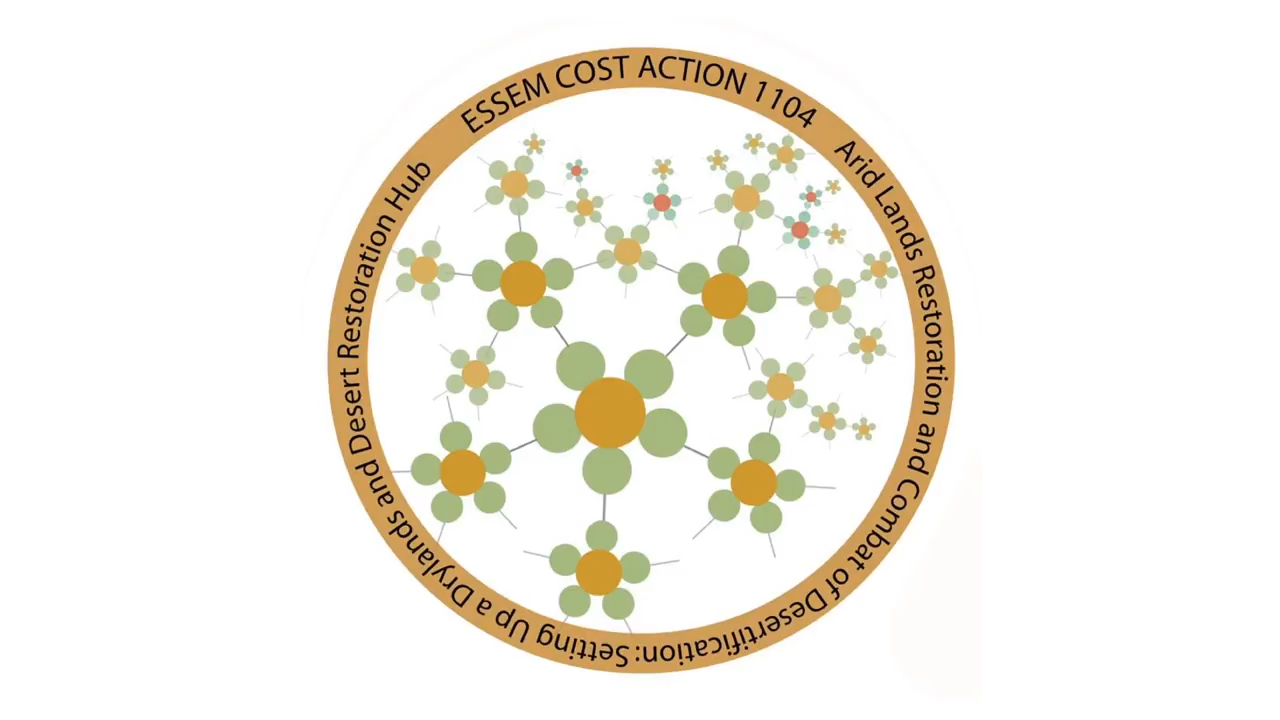 ESSEM COST ACTION 1104
Arid Lands Restoration and Combat of Desertification: Setting Up a Drylands and Desert Restoration Hub